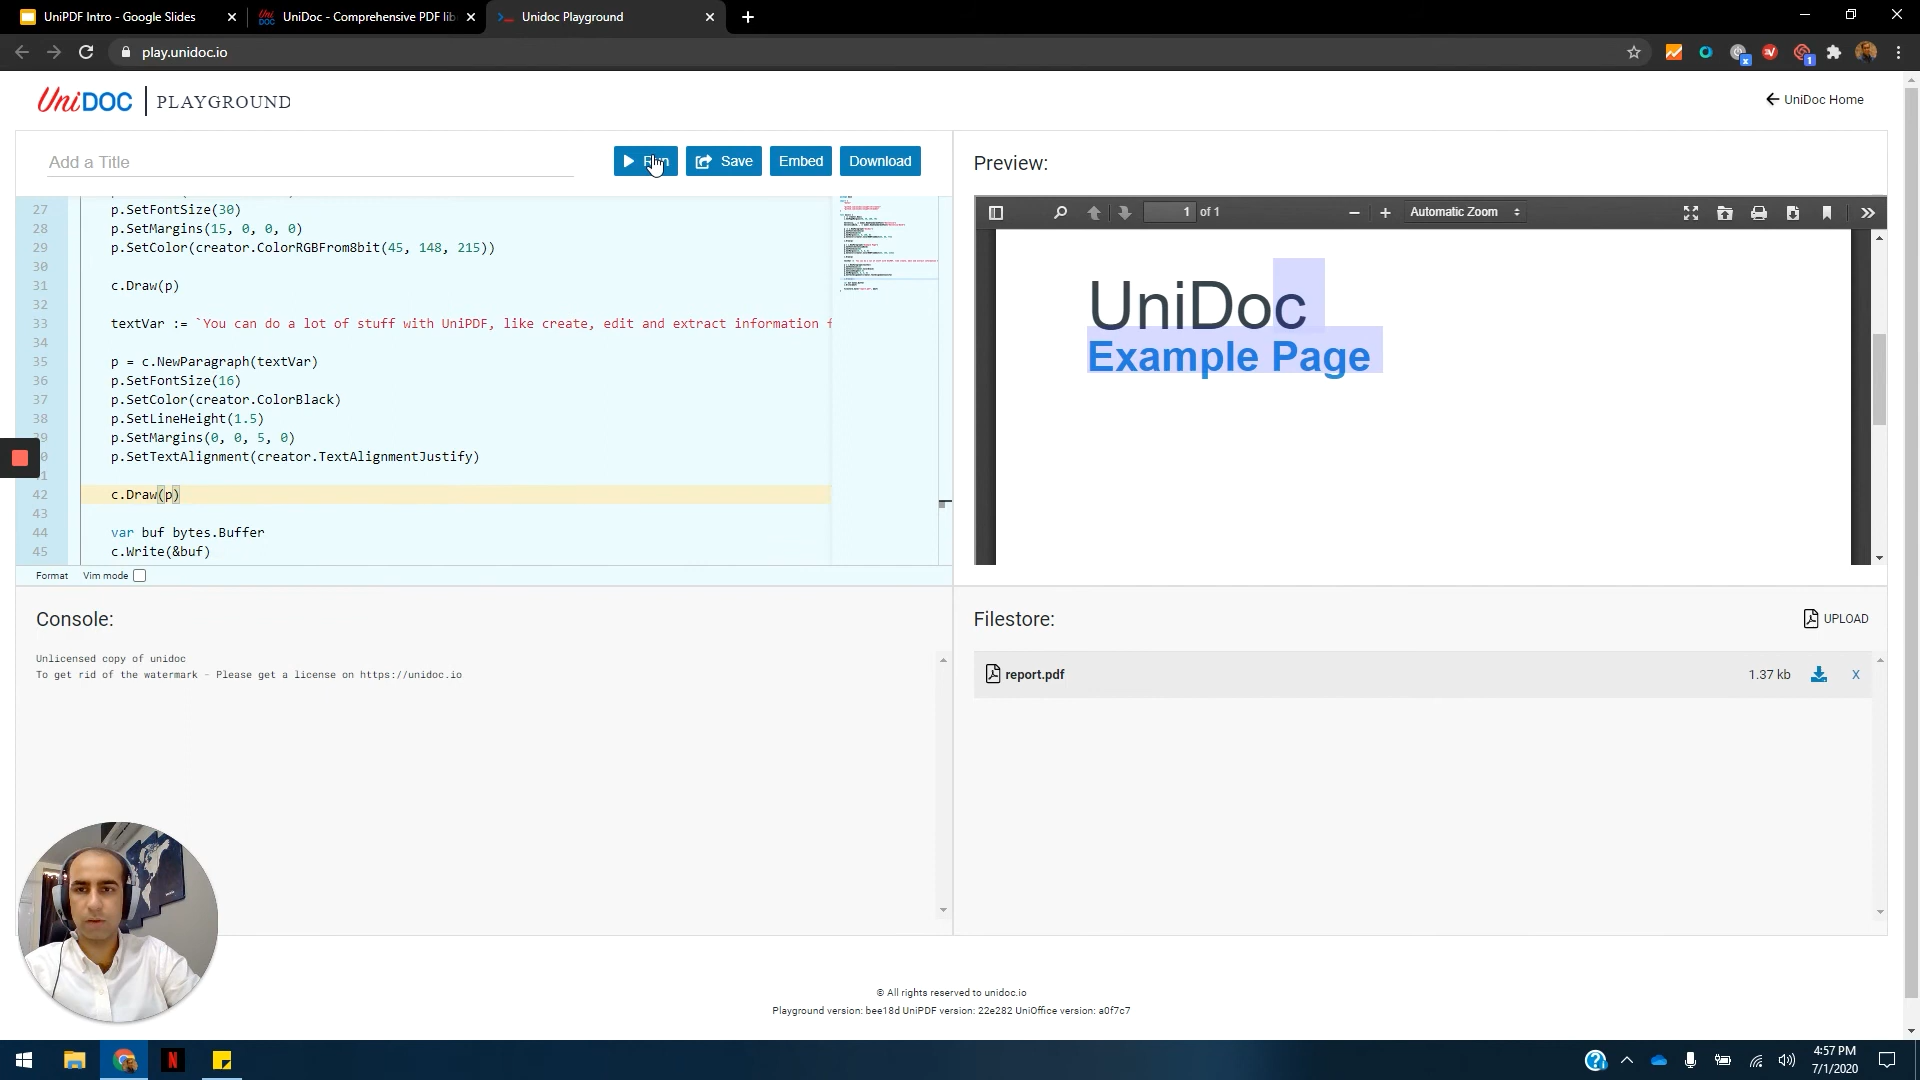 UniPDF Intro - Google Slides
UniDoc - Comprehensive PDF lib
Unidoc Playground
play.unidoc.io
UniDOC PLAYGROUND
UniDoc Home
Add a Title
Run
Save
Embed
Download
27 p.SetFontSize(30)
28 p.SetMargins(15, 0, 0, 0)
29 p.SetColor(creator.ColorRGBFrom8bit(45, 148, 215))
30
31 c.Draw(p)
32
33 textVar := `You can do a lot of stuff with UniPDF, like create, edit and extract information f
34
35 p = c.NewParagraph(textVar)
36 p.SetFontSize(16)
37 p.SetColor(creator.ColorBlack)
38 p.SetLineHeight(1.5)
39 p.SetMargins(0, 0, 5, 0)
0 p.SetTextAlignment(creator.TextAlignmentJustify)
41
42 c.Draw(p)
43
44 var buf bytes.Buffer
45 c.Write(&buf)
Format Vim mode
Preview:
1 of 1
Automatic Zoom
UniDoc
Example Page
Console:
Unlicensed copy of unidoc
To get rid of the watermark - Please get a license on https://unidoc.io
Filestore:
UPLOAD
report.pdf 1.37 kb X
© All rights reserved to unidoc.io
Playground version: bee18d UniPDF version: 22e282 UniOffice version: a0f7c7
4:57 PM
7/1/2020